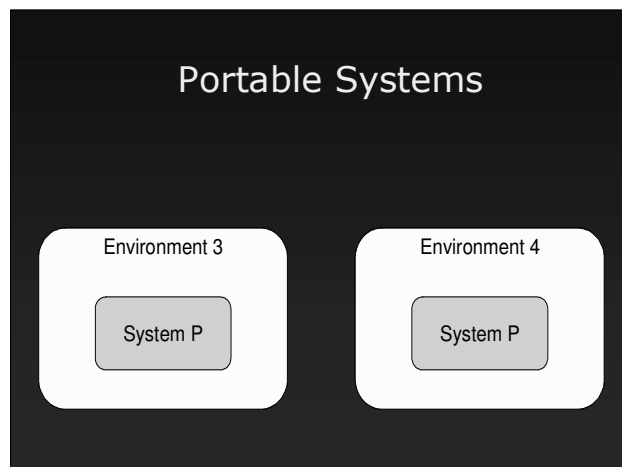 Portable Systems
Environment 3
Environment 4
System P
System P